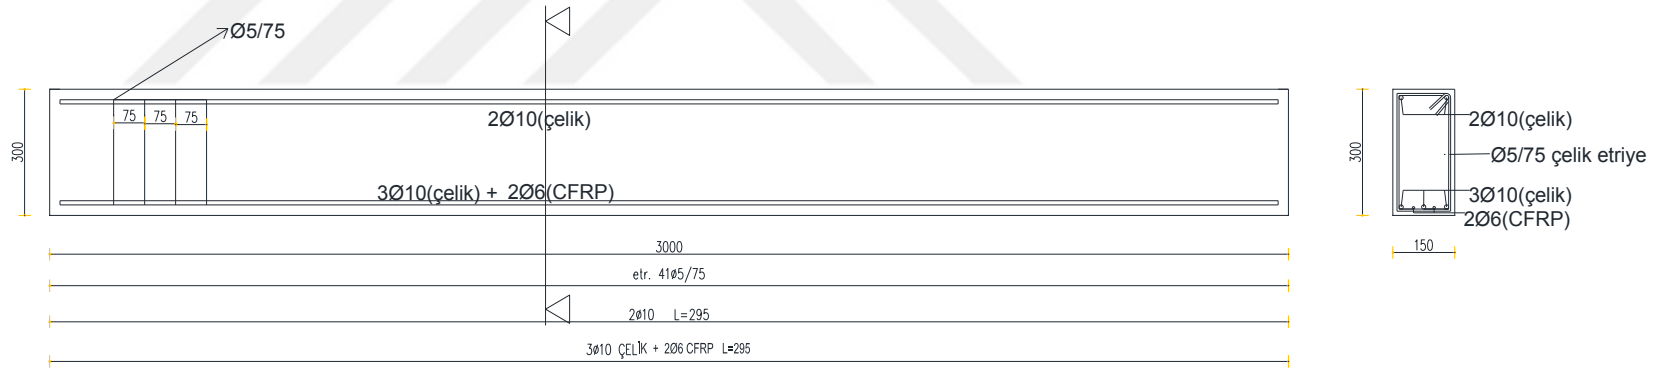 Ø5/75
75 75 75
2Ø10(çelik)
300
3Ø10(çelik) + 2Ø6(CFRP)
3000
etr. 41ø5/75
2ø10 L=295
3ø10 ÇELİK + 2Ø6 CFRP L=295
300
2Ø10(çelik)
Ø5/75 çelik etriye
3Ø10(çelik)
2Ø6(CFRP)
150